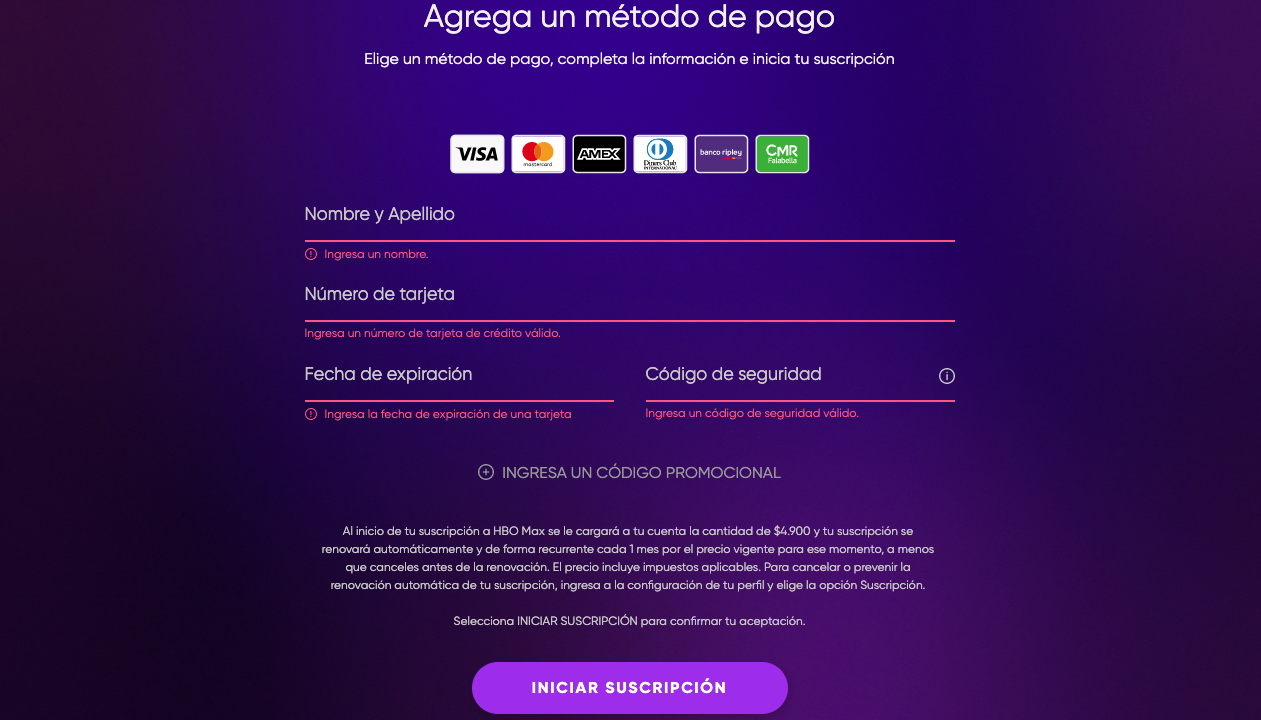 Agrega un método de pago
Elige un método de pago, completa la información e inicia tu suscripción
VISA mastercard AMEX Diners Club INTERNATIONAL banco ripley CMR Falabella
Nombre y Apellido
Ingresa un nombre.
Número de tarjeta
Ingresa un número de tarjeta de crédito válido.
Fecha de expiración Código de seguridad
Ingresa la fecha de expiración de una tarjeta Ingresa un código de seguridad válido.
INGRESA UN CÓDIGO PROMOCIONAL
Al inicio de tu suscripción a HBO Max se le cargará a tu cuenta la cantidad de $4.900 y tu suscripción se
renovará automáticamente y de forma recurrente cada 1 mes por el precio vigente para ese momento, a menos
que canceles antes de la renovación. El precio incluye impuestos aplicables. Para cancelar o prevenir la
renovación automática de tu suscripción, ingresa a la configuración de tu perfil y elige la opción Suscripción.
Selecciona INICIAR SUSCRIPCIÓN para confirmar tu aceptación.
INICIAR SUSCRIPCIÓN